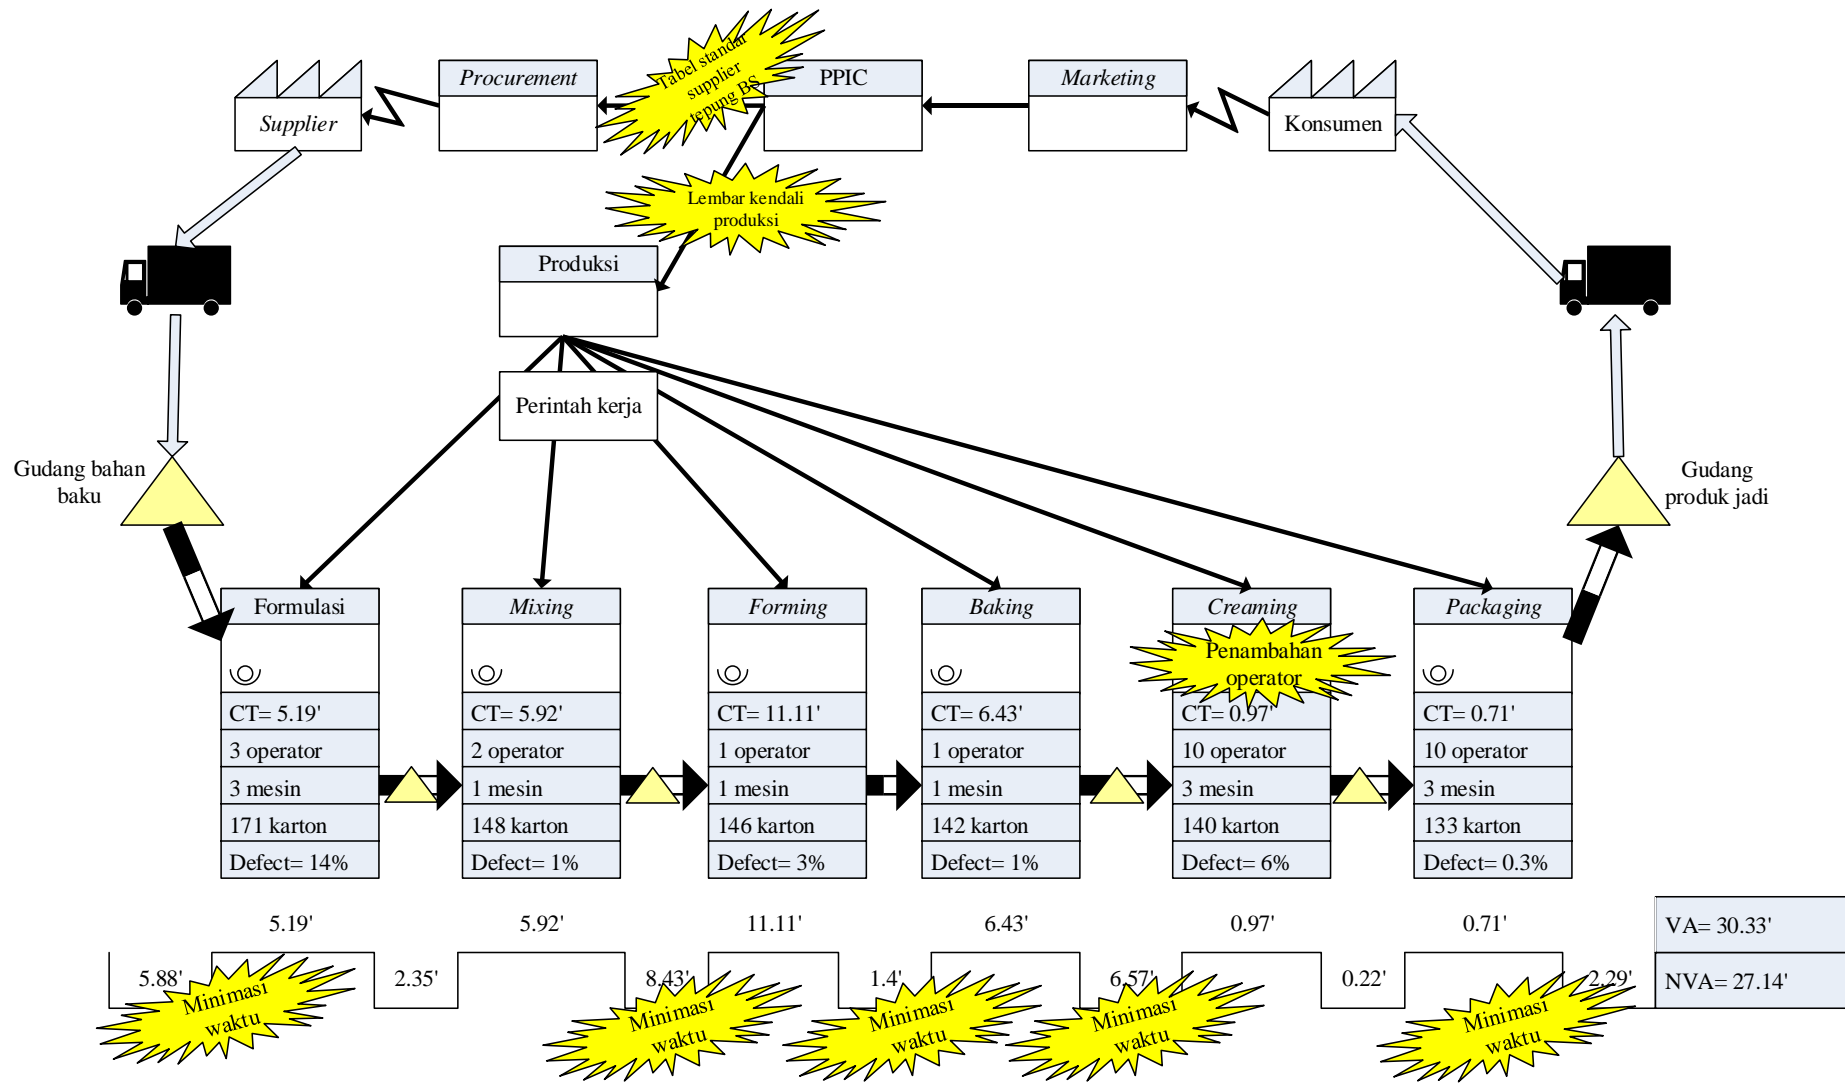 Procurement
Tabel standar
supplier
tepung BS
PPIC
Marketing
Supplier
Konsumen
Lembar kendali
produksi
Produksi
Perintah kerja
Gudang bahan
baku
Gudang
produk jadi
Formulasi
CT= 5.19'
3 operator
3 mesin
171 karton
Defect= 14%
Mixing
CT= 5.92'
2 operator
1 mesin
148 karton
Defect= 1%
Forming
CT= 11.11'
1 operator
1 mesin
146 karton
Defect= 3%
Baking
CT= 6.43'
1 operator
1 mesin
142 karton
Defect= 1%
Creaming
Penambahan
operator
CT= 0.97'
10 operator
3 mesin
140 karton
Defect= 6%
Packaging
CT= 0.71'
10 operator
3 mesin
133 karton
Defect= 0.3%
5.19'
5.92'
11.11'
6.43'
0.97'
0.71'
VA= 30.33'
5.88'
2.35'
8.43'
1.4'
6.57'
0.22'
2.29'
NVA= 27.14'
Minimasi
waktu
Minimasi
waktu
Minimasi
waktu
Minimasi
waktu
Minimasi
waktu